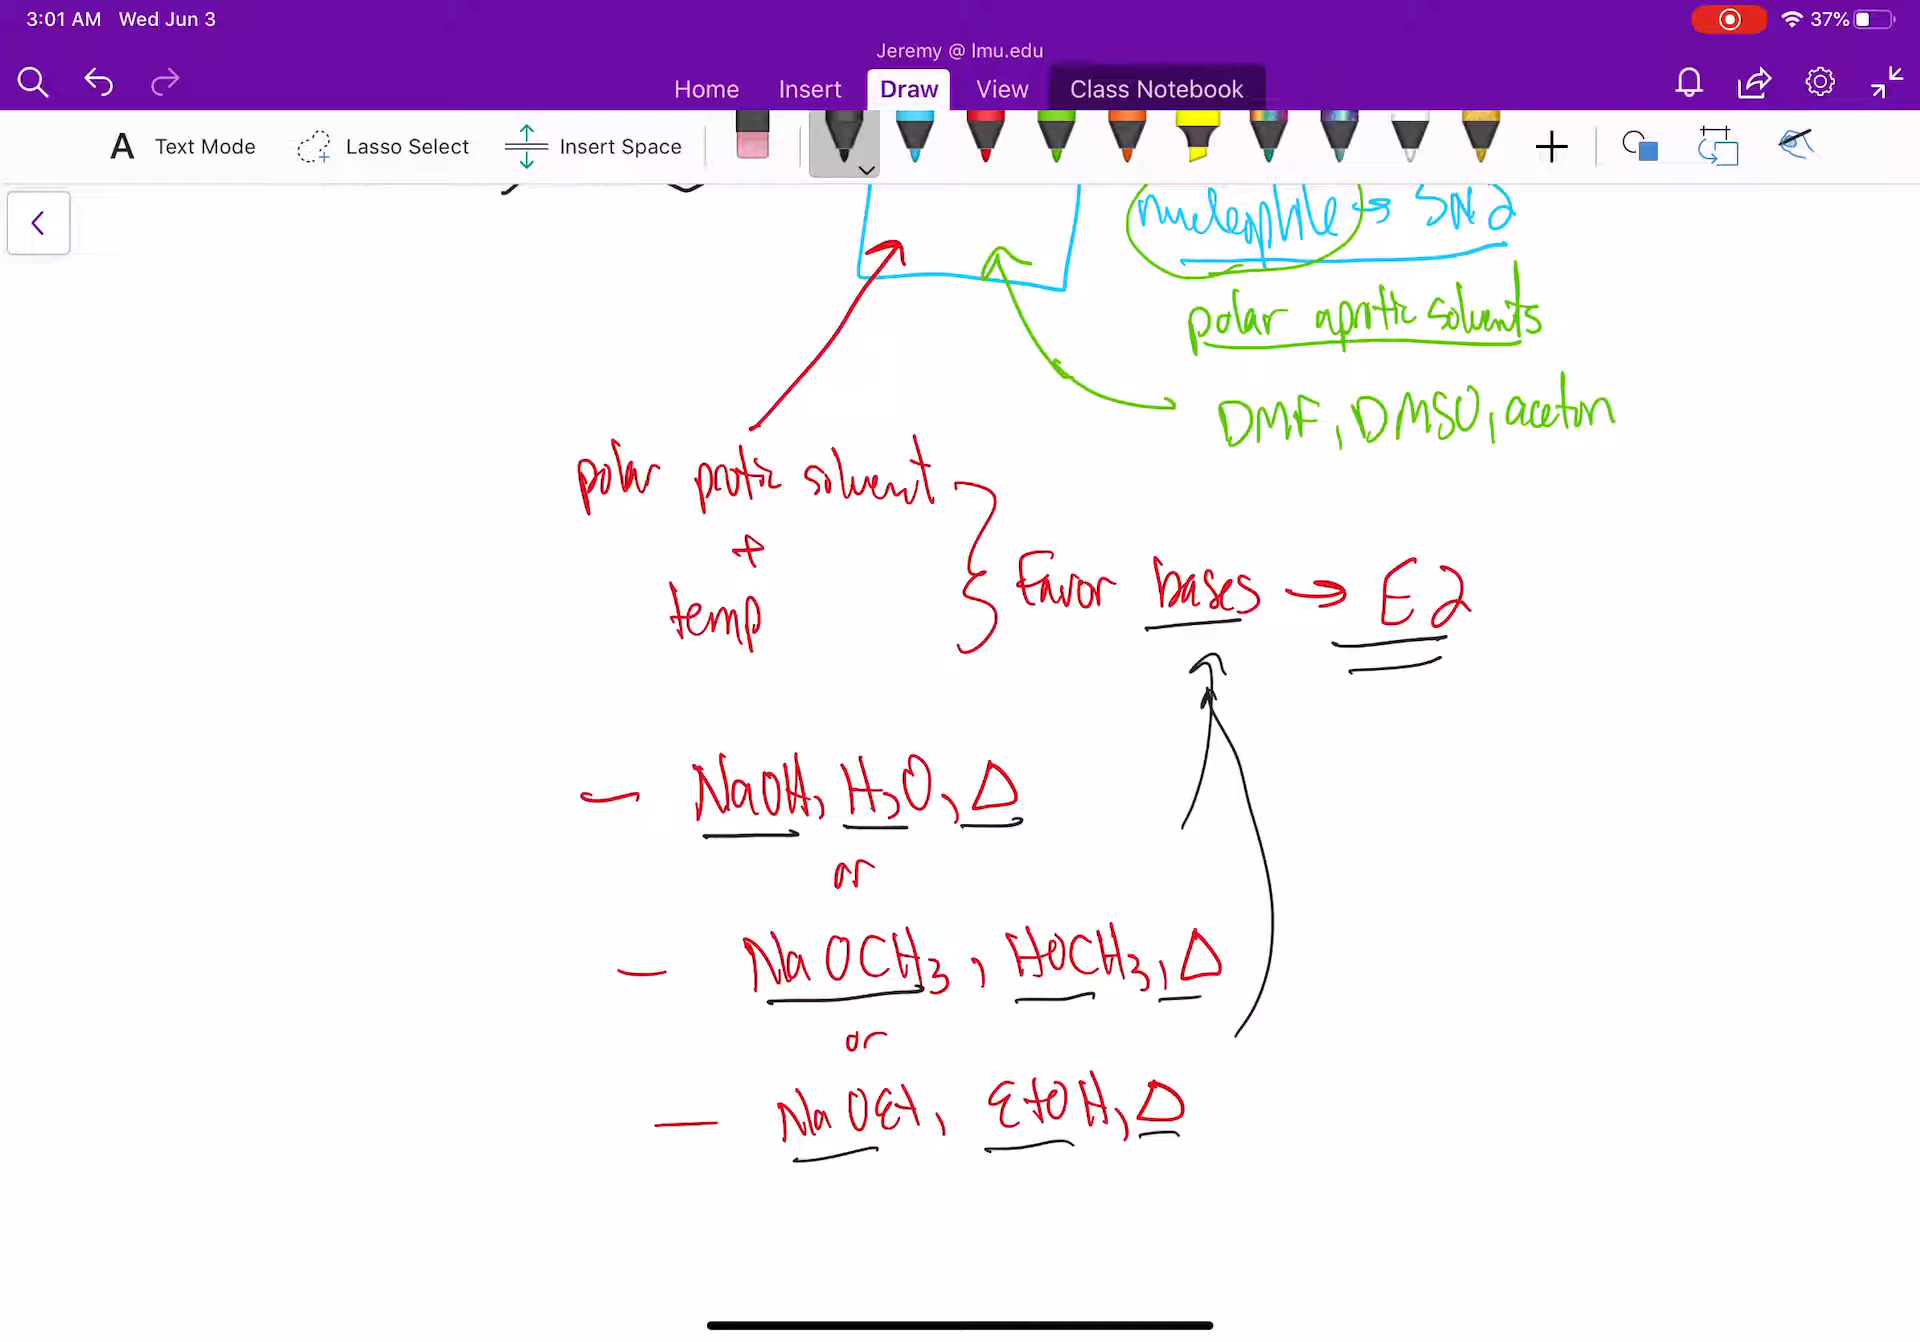 3:01 AM Wed Jun 3
37%
Jeremy @ lmu.edu
Home Insert Draw View Class Notebook
A Text Mode Lasso Select Insert Space
nucleophile → SN2
polar aprotic solvents
DMF, DMSO, aceton
polar protic solvent
+
temp
Favor bases → E2
– NaOH, H2O, Δ
or
– NaOCH3, HOCH3, Δ
or
– NaOEt, EtOH, Δ